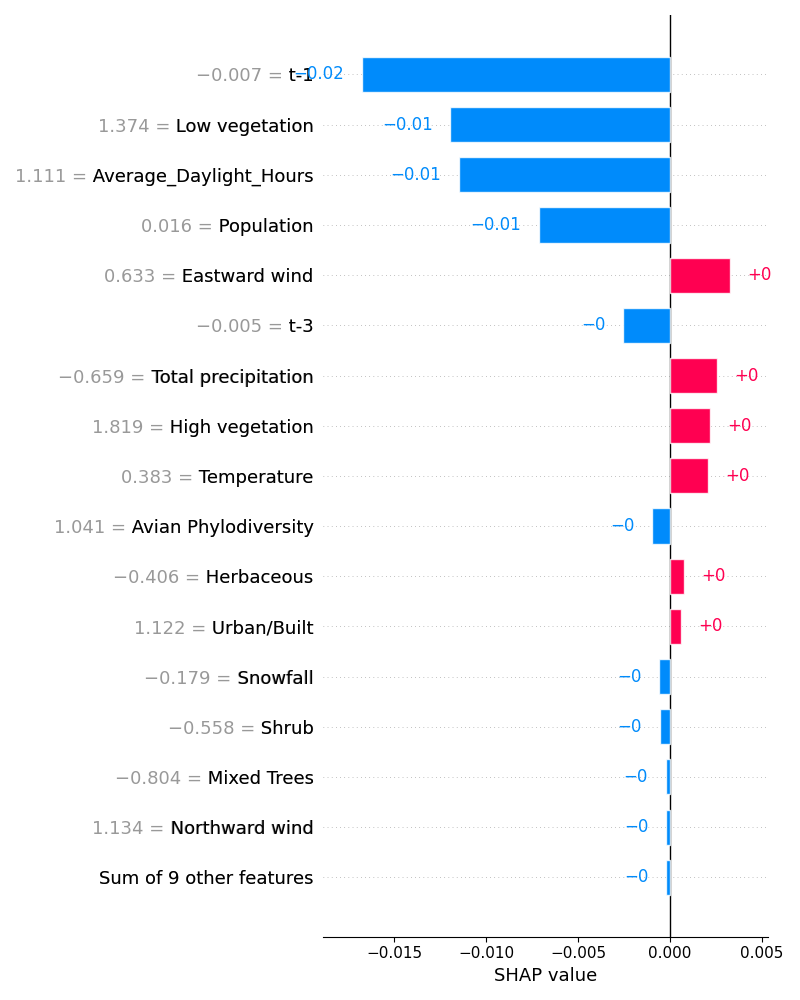 −0.007 = t-1 −0.02
1.374 = Low vegetation −0.01
1.111 = Average_Daylight_Hours −0.01
0.016 = Population −0.01
0.633 = Eastward wind +0
−0.005 = t-3 −0
−0.659 = Total precipitation +0
1.819 = High vegetation +0
0.383 = Temperature +0
1.041 = Avian Phylodiversity −0
−0.406 = Herbaceous +0
1.122 = Urban/Built +0
−0.179 = Snowfall −0
−0.558 = Shrub −0
−0.804 = Mixed Trees −0
1.134 = Northward wind −0
Sum of 9 other features −0
−0.015 −0.010 −0.005 0.000 0.005
SHAP value